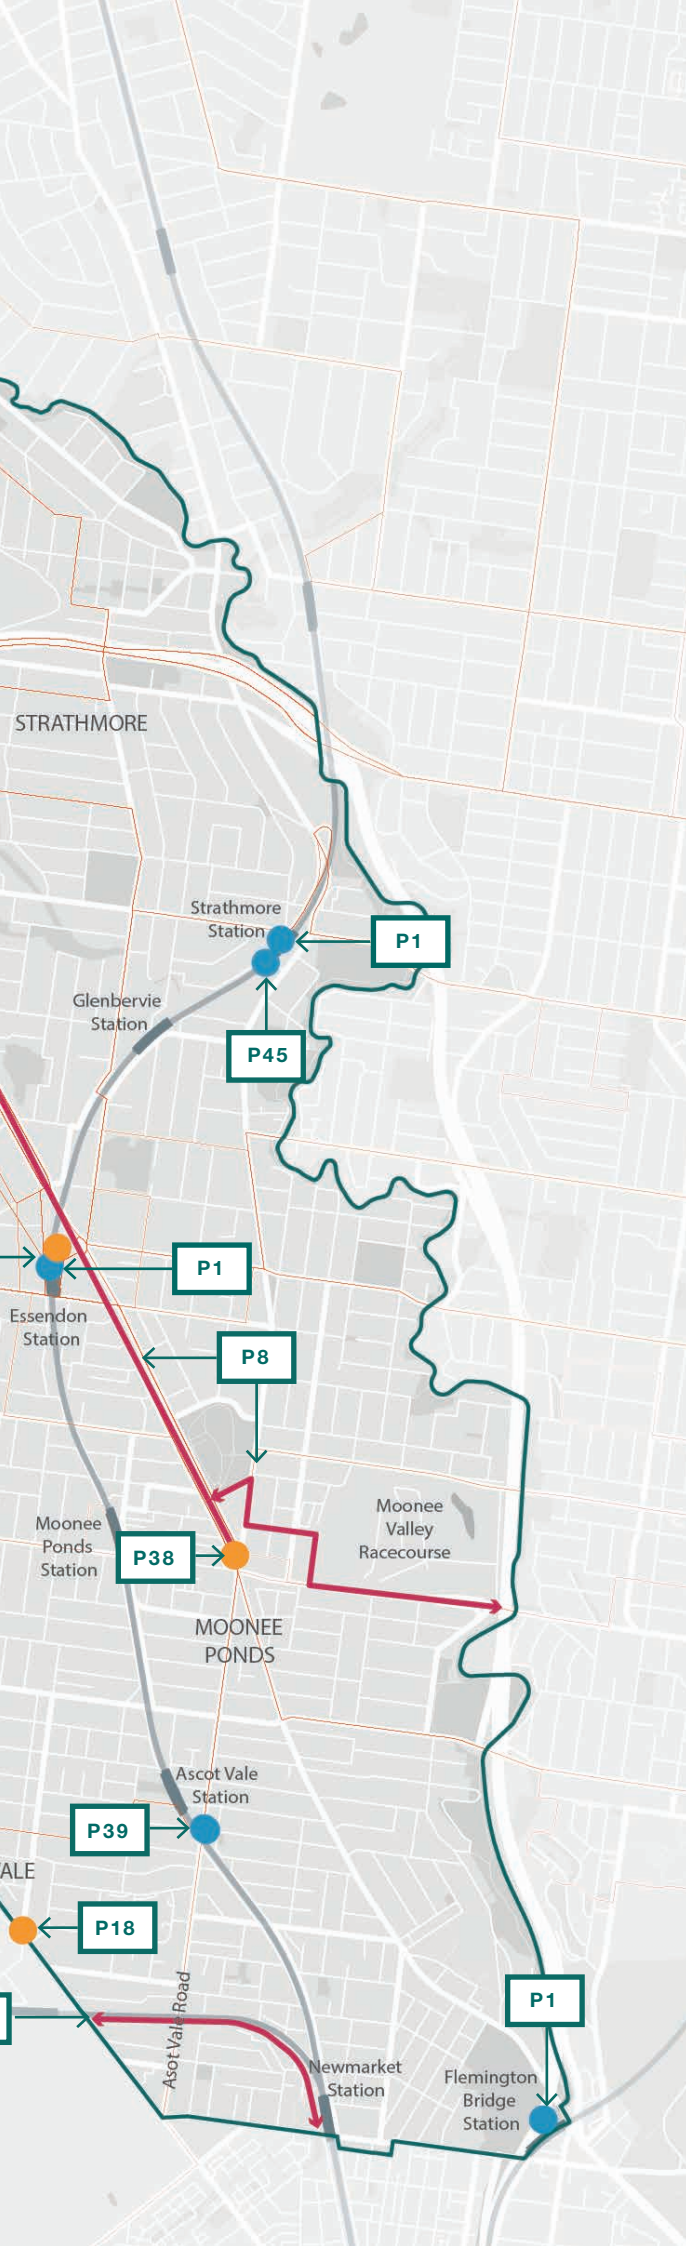 STRATHMORE
Strathmore
Station
P1
Glenbervie
Station
P45
P1
Essendon
Station
P8
Moonee
Valley
Racecourse
Moonee
Ponds
Station
P38
MOONEE
PONDS
Ascot Vale
Station
P39
ALE
P18
P1
Asot Vale Road
Newmarket
Station
Flemington
Bridge
Station